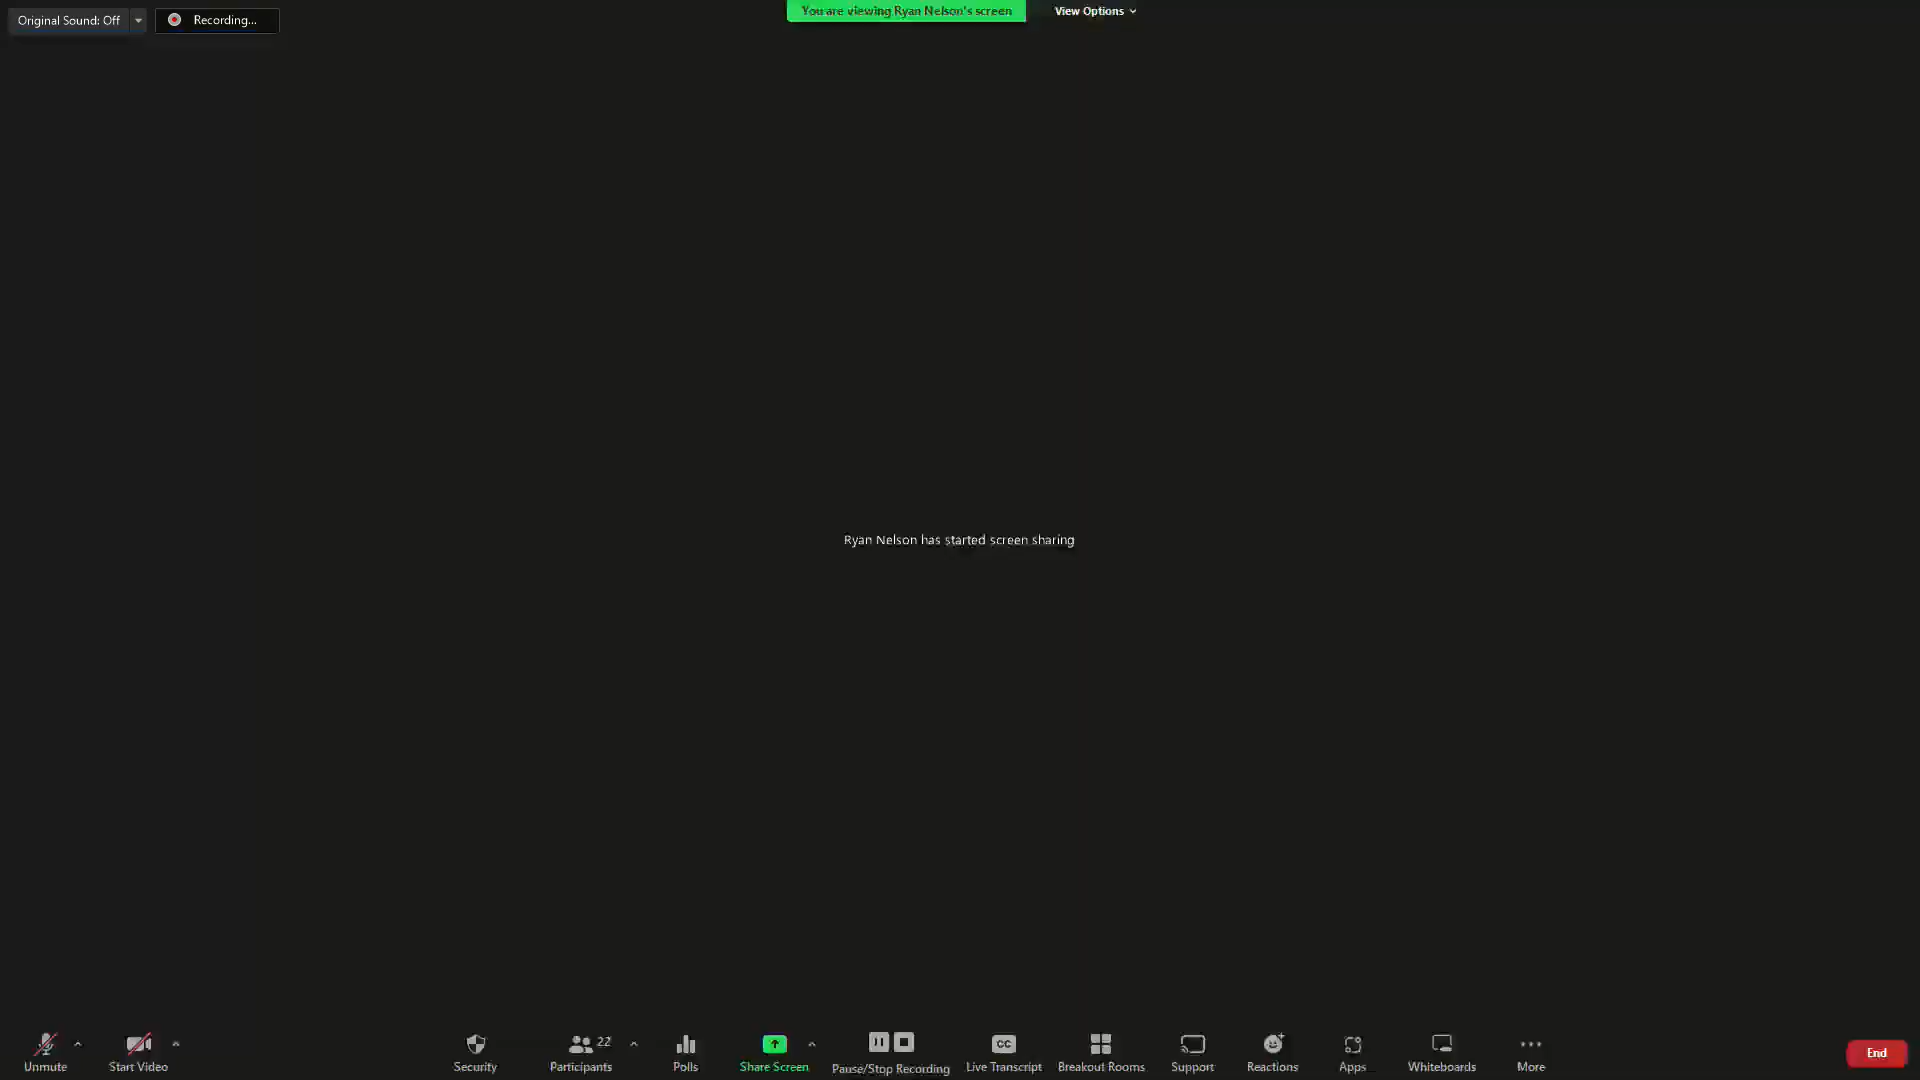 Original Sound: Off
Recording...
You are viewing Ryan Nelson's screen
View Options
Ryan Nelson has started screen sharing
Unmute
Start Video
Security
22
Participants
Polls
Share Screen
Pause/Stop Recording
CC
Live Transcript
Breakout Rooms
Support
Reactions
Apps
Whiteboards
More
End